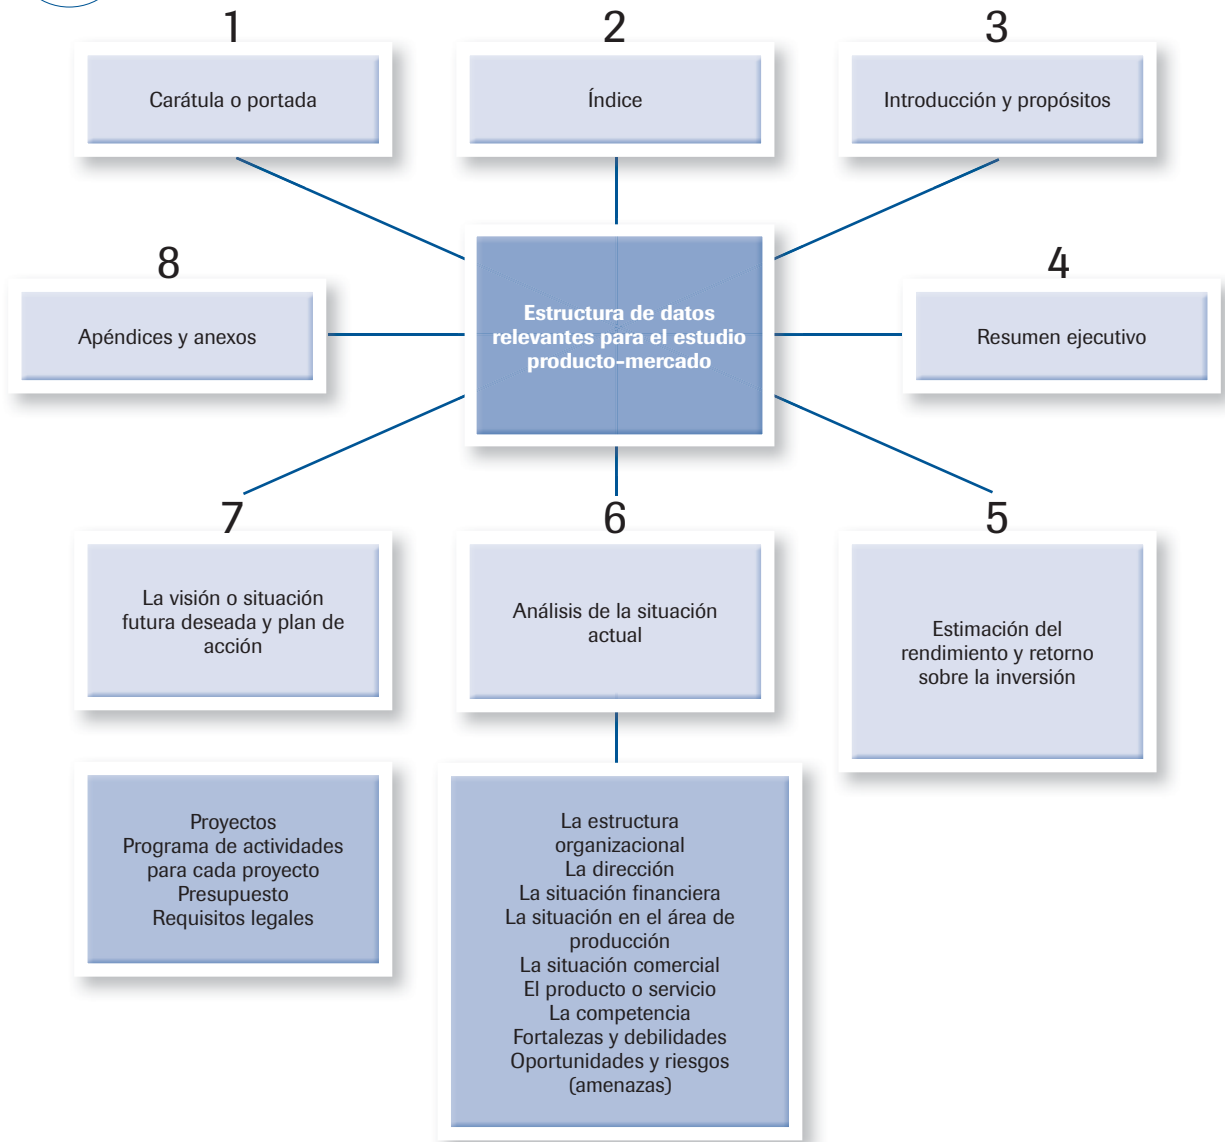 1
Carátula o portada
2
Índice
3
Introducción y propósitos
8
Apéndices y anexos
Estructura de datos
relevantes para el estudio
producto-mercado
4
Resumen ejecutivo
7
La visión o situación
futura deseada y plan de
acción
6
Análisis de la situación
actual
5
Estimación del
rendimiento y retorno
sobre la inversión
Proyectos
Programa de actividades
para cada proyecto
Presupuesto
Requisitos legales
La estructura
organizacional
La dirección
La situación financiera
La situación en el área de
producción
La situación comercial
El producto o servicio
La competencia
Fortalezas y debilidades
Oportunidades y riesgos
(amenazas)